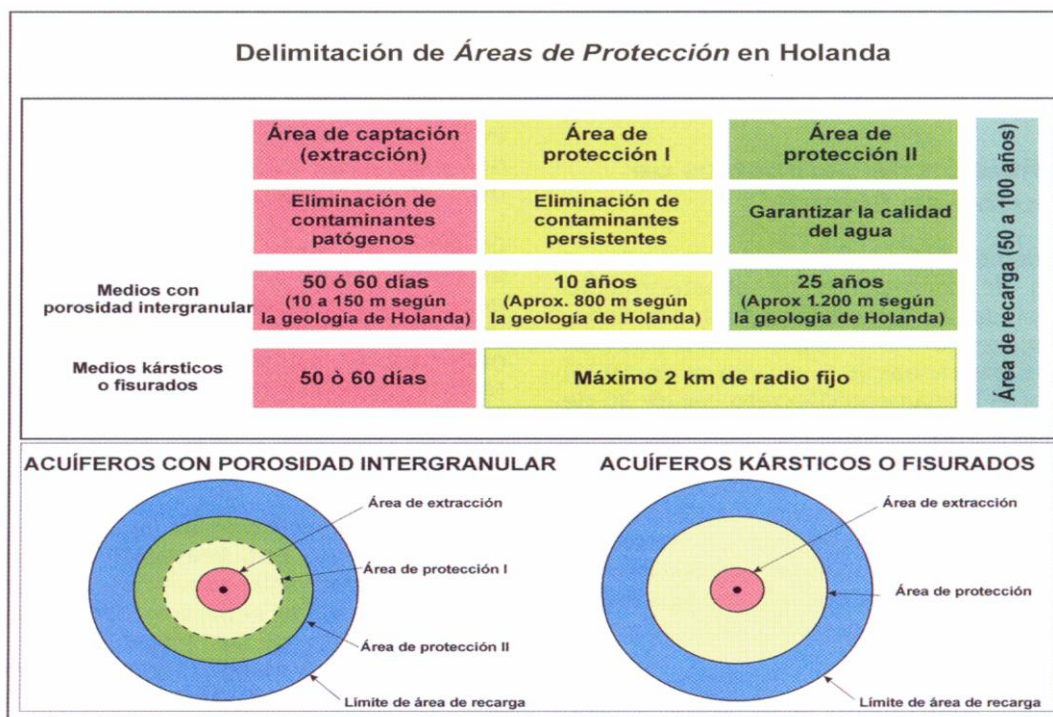 Delimitación de Áreas de Protección en Holanda
Área de captación
(extracción)
Área de
protección I
Área de
protección II
Área de recarga (50 a 100 años)
Eliminación de
contaminantes
patógenos
Eliminación de
contaminantes
persistentes
Garantizar la calidad
del agua
Medios con
porosidad intergranular
50 ó 60 días
(10 a 150 m según
la geología de Holanda)
10 años
(Aprox. 800 m según
la geología de Holanda)
25 años
(Aprox 1.200 m según
la geología de Holanda)
Medios kársticos
o fisurados
50 ò 60 días
Máximo 2 km de radio fijo
ACUÍFEROS CON POROSIDAD INTERGRANULAR
Área de extracción
Área de protección I
Área de protección II
Límite de área de recarga
ACUÍFEROS KÁRSTICOS O FISURADOS
Área de extracción
Área de protección
Límite de área de recarga